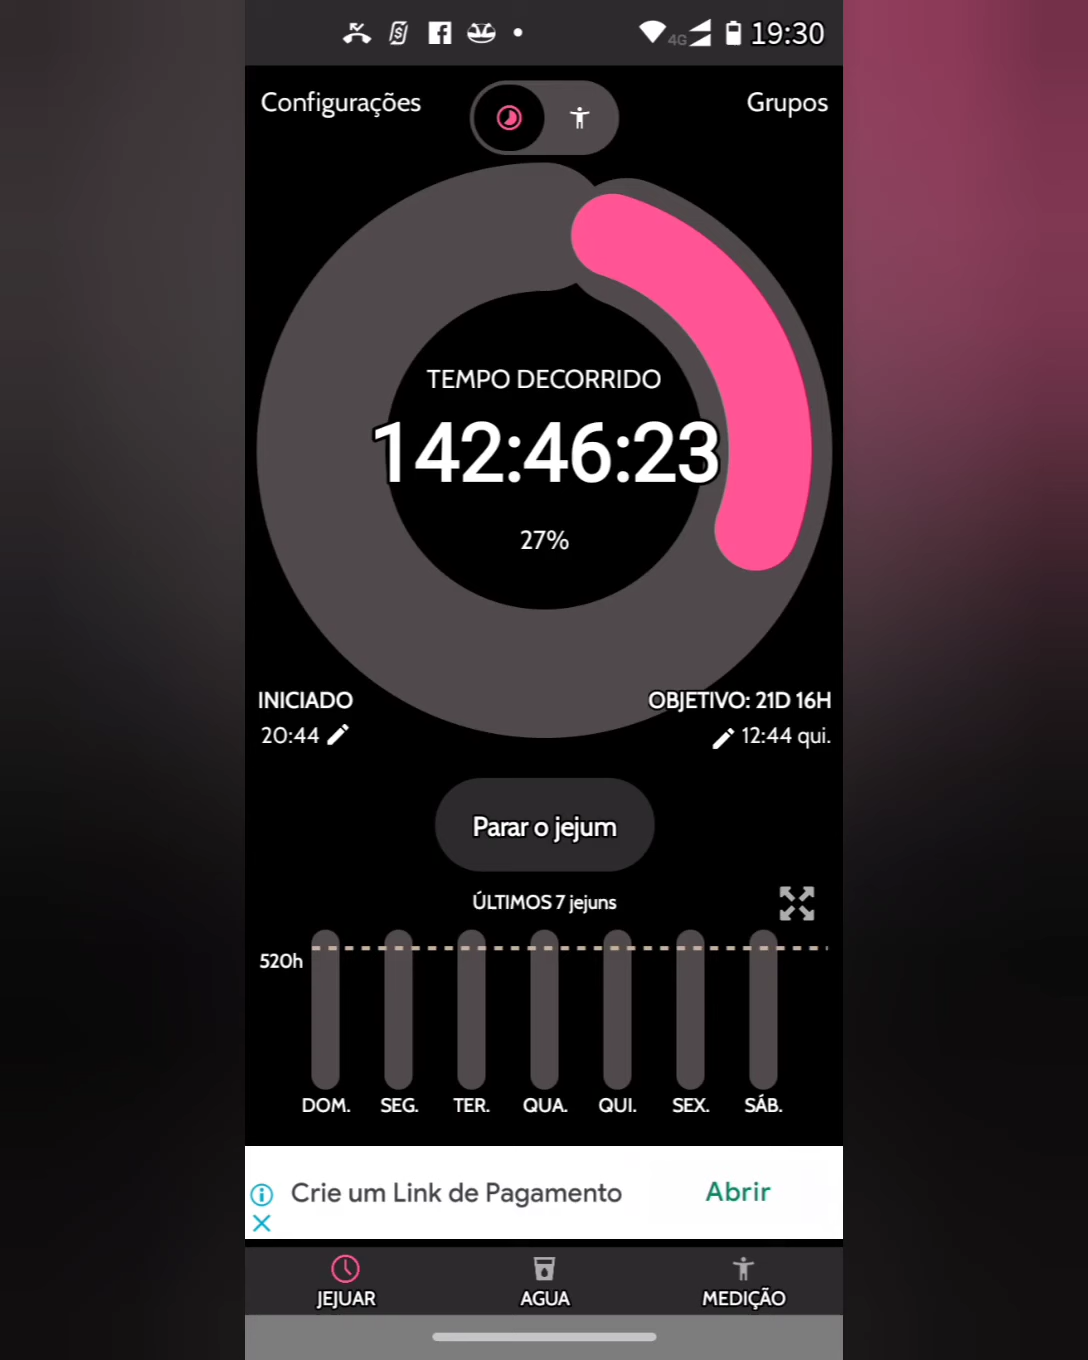 4G 19:30
Configurações
Grupos
TEMPO DECORRIDO
142:46:23
27%
INICIADO
20:44
OBJETIVO: 21D 16H
12:44 qui.
Parar o jejum
ÚLTIMOS 7 jejuns
520h
DOM. SEG. TER. QUA. QUI. SEX. SÁB.
Crie um Link de Pagamento
Abrir
JEJUAR AGUA MEDIÇÃO